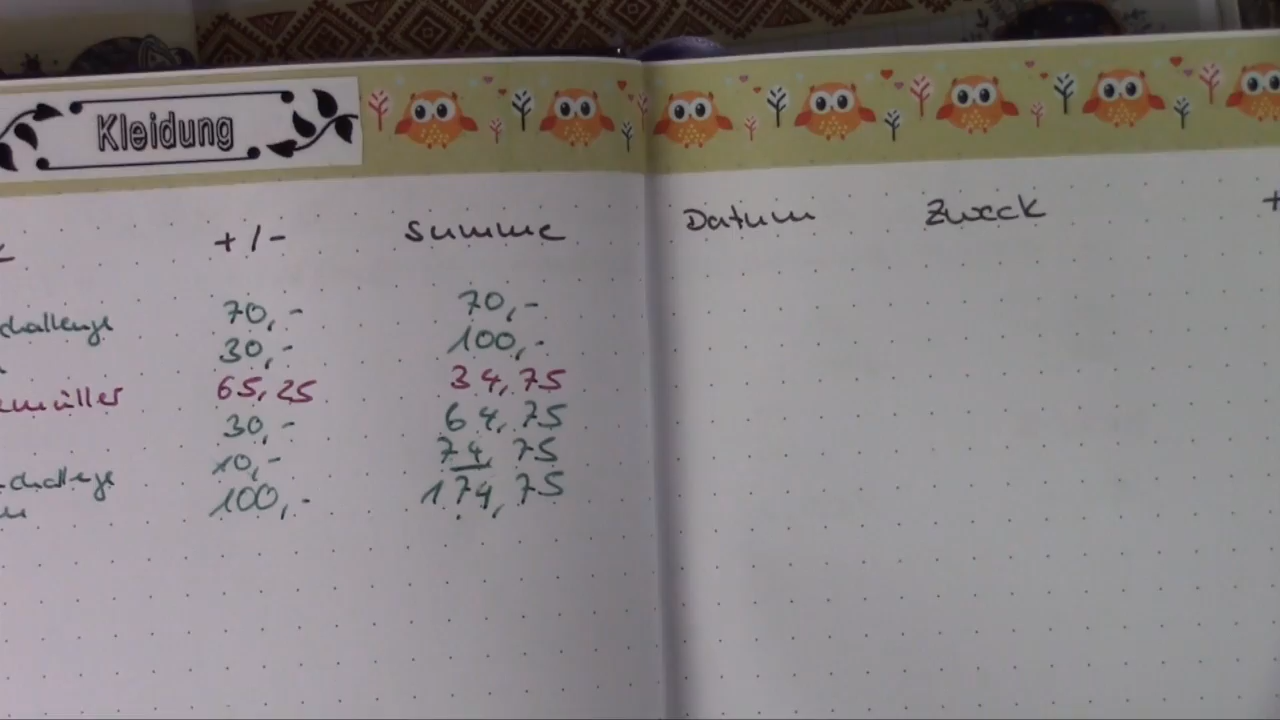 Kleidung
+/- Summe
challenge 70,- 70,-
30,- 100,-
65,25 34,75
30,- 64,75
10,- 74,75
challenge 100,- 174,75
Datum Zweck +